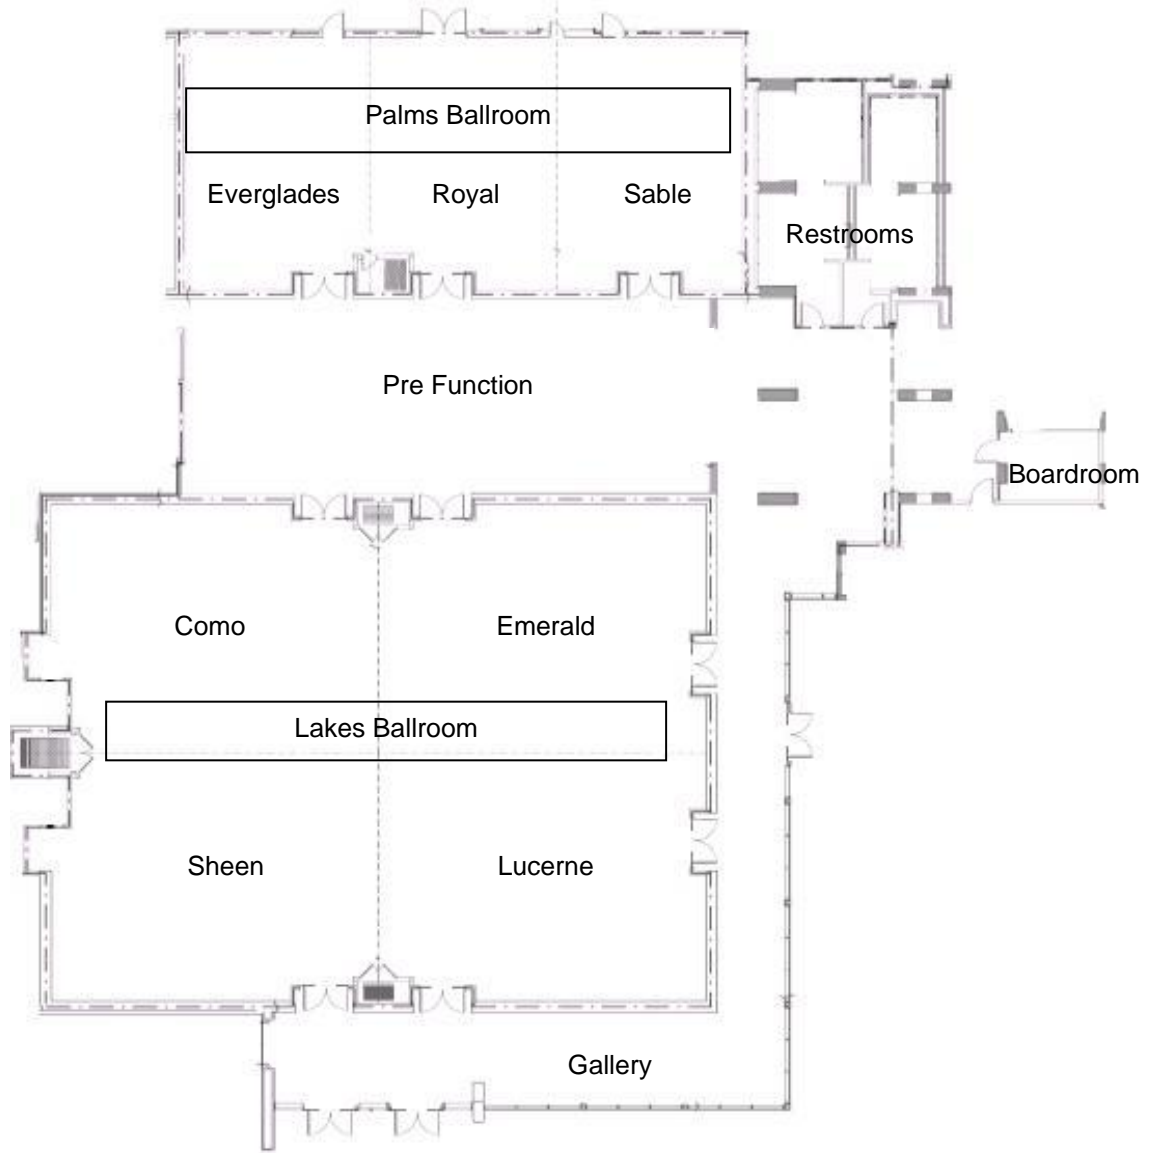 Palms Ballroom
Everglades Royal Sable
Restrooms
Pre Function
Boardroom
Como Emerald
Lakes Ballroom
Sheen Lucerne
Gallery